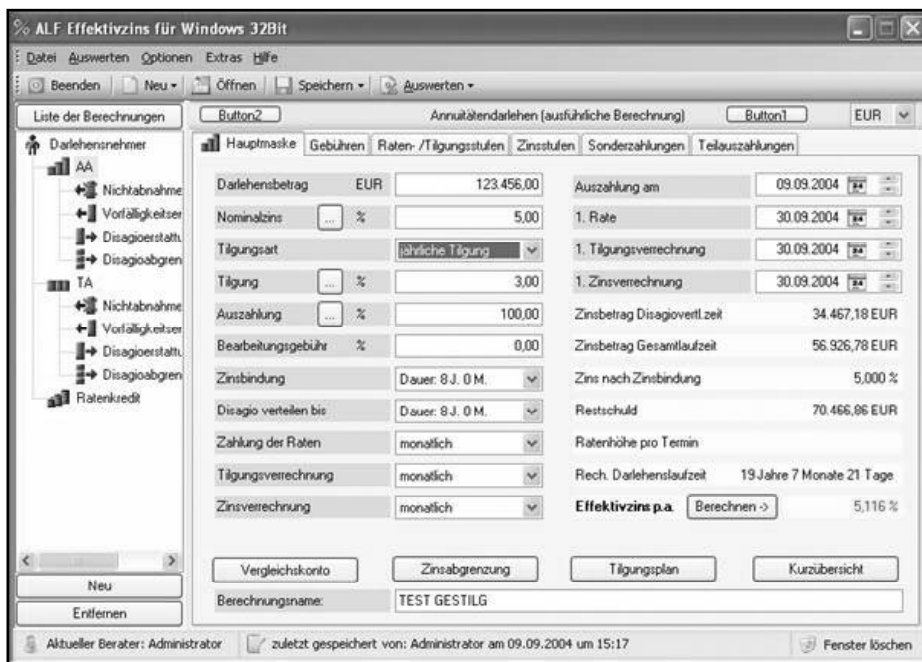 ALF Effektivzins für Windows 32Bit
Datei Auswerten Optionen Extras Hilfe
Beenden Neu Öffnen Speichern Auswerten
Liste der Berechnungen
Button2 Annuitätendarlehen (ausführliche Berechnung) Button1 EUR
Darlehensnehmer
AA
Nichtabnahme
Vorfälligkeitser
Disagioerstattu
Disagioabgren
TA
Nichtabnahme
Vorfälligkeitser
Disagioerstattu
Disagioabgren
Ratenkredit
Neu
Entfernen
Hauptmaske Gebühren Raten- /Tilgungsstufen Zinsstufen Sonderzahlungen Teilauszahlungen
Darlehensbetrag EUR 123.456,00
Nominalzins ... % 5,00
Tilgungsart jährliche Tilgung
Tilgung ... % 3,00
Auszahlung ... % 100,00
Bearbeitungsgebühr % 0,00
Zinsbindung Dauer: 8 J. 0 M.
Disagio verteilen bis Dauer: 8 J. 0 M.
Zahlung der Raten monatlich
Tilgungsverrechnung monatlich
Zinsverrechnung monatlich
Auszahlung am 09.09.2004
1. Rate 30.09.2004
1. Tilgungsverrechnung 30.09.2004
1. Zinsverrechnung 30.09.2004
Zinsbetrag Disagiovertl.zeit 34.467,18 EUR
Zinsbetrag Gesamtlaufzeit 56.926,78 EUR
Zins nach Zinsbindung 5,000 %
Restschuld 70.466,86 EUR
Ratenhöhe pro Termin
Rech. Darlehenslaufzeit 19 Jahre 7 Monate 21 Tage
Effektivzins p.a. Berechnen -> 5,116 %
Vergleichskonto Zinsabgrenzung Tilgungsplan Kurzübersicht
Berechnungsname: TEST GESTILG
Aktueller Berater: Administrator zuletzt gespeichert von: Administrator am 09.09.2004 um 15:17 Fenster löschen